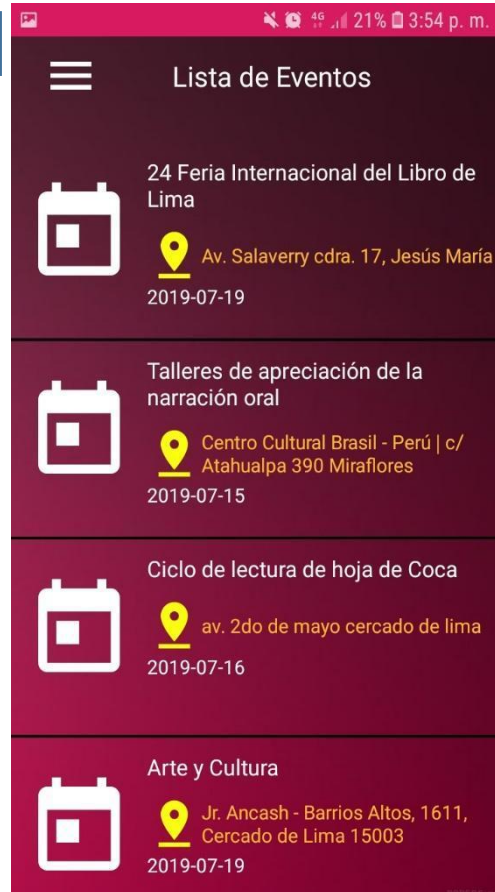 4G 21% 3:54 p. m.
Lista de Eventos
24 Feria Internacional del Libro de
Lima
Av. Salaverry cdra. 17, Jesús María
2019-07-19
Talleres de apreciación de la
narración oral
Centro Cultural Brasil - Perú | c/
Atahualpa 390 Miraflores
2019-07-15
Ciclo de lectura de hoja de Coca
av. 2do de mayo cercado de lima
2019-07-16
Arte y Cultura
Jr. Ancash - Barrios Altos, 1611,
Cercado de Lima 15003
2019-07-19